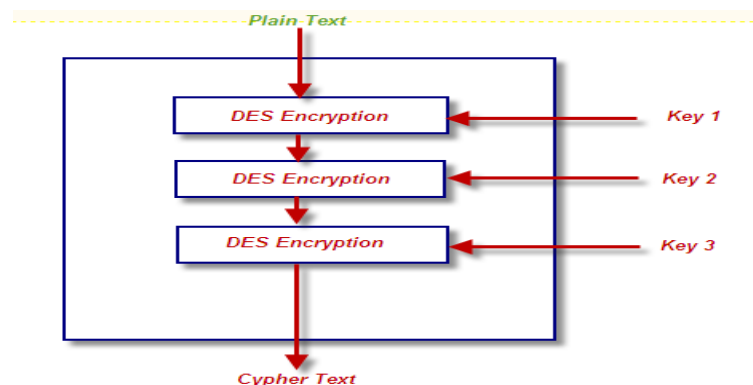 Plain Text
DES Encryption
Key 1
DES Encryption
Key 2
DES Encryption
Key 3
Cypher Text